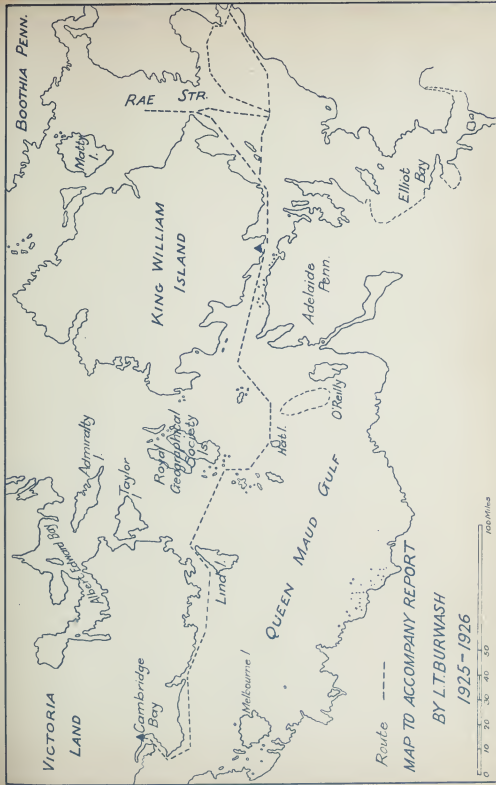 VICTORIA
LAND
Cambridge
Bay
Albert Edward Bay
Admiralty
I.
Taylor
Royal
Geographical
Society
Is.
KING WILLIAM
ISLAND
Matty
I.
BOOTHIA PENN.
RAE STR.
Lind I.
Melbourne I
QUEEN MAUD GULF
Hat I.
O'Reilly
Adelaide
Penn.
Elliot
Bay
Route ----
MAP TO ACCOMPANY REPORT
BY L.T. BURWASH
1925-1926
0 10 20 30 40 50 100 Miles